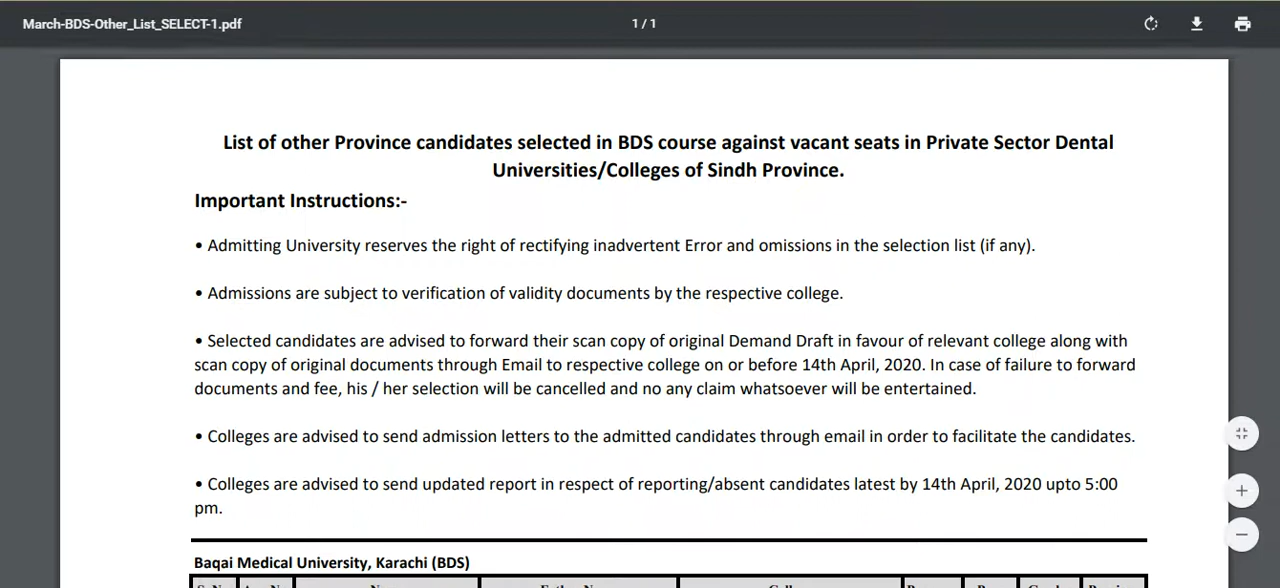 March-BDS-Other_List_SELECT-1.pdf
1 / 1
List of other Province candidates selected in BDS course against vacant seats in Private Sector Dental
Universities/Colleges of Sindh Province.
Important Instructions:-
• Admitting University reserves the right of rectifying inadvertent Error and omissions in the selection list (if any).
• Admissions are subject to verification of validity documents by the respective college.
• Selected candidates are advised to forward their scan copy of original Demand Draft in favour of relevant college along with
scan copy of original documents through Email to respective college on or before 14th April, 2020. In case of failure to forward
documents and fee, his / her selection will be cancelled and no any claim whatsoever will be entertained.
• Colleges are advised to send admission letters to the admitted candidates through email in order to facilitate the candidates.
• Colleges are advised to send updated report in respect of reporting/absent candidates latest by 14th April, 2020 upto 5:00
pm.
Baqai Medical University, Karachi (BDS)